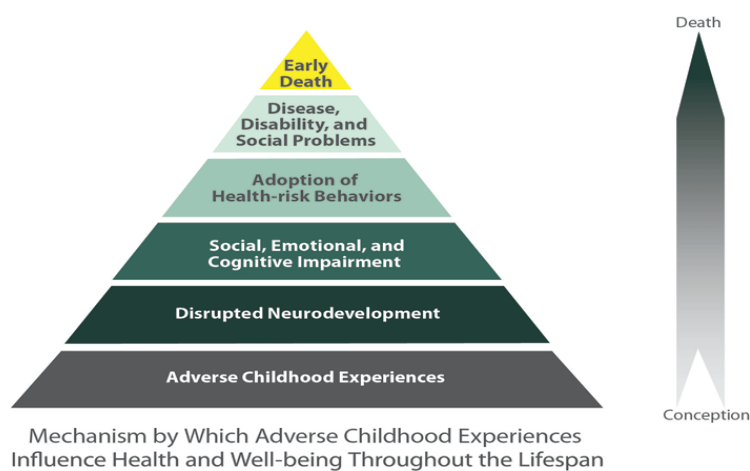 Death
Early
Death
Disease,
Disability, and
Social Problems
Adoption of
Health-risk Behaviors
Social, Emotional, and
Cognitive Impairment
Disrupted Neurodevelopment
Adverse Childhood Experiences
Conception
Mechanism by Which Adverse Childhood Experiences
Influence Health and Well-being Throughout the Lifespan